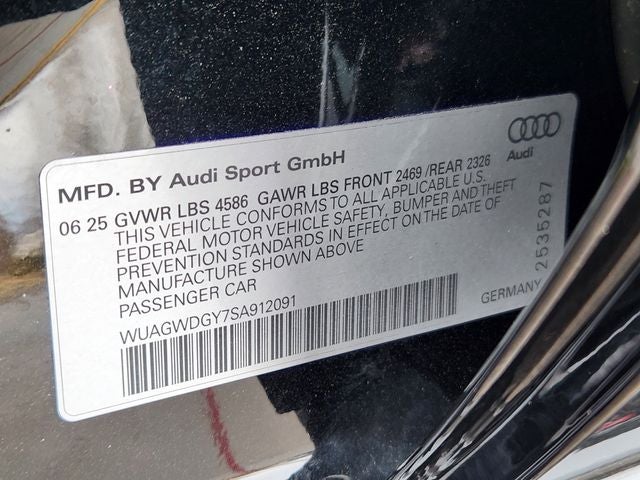 MFD. BY Audi Sport GmbH
Audi
06 25 GVWR LBS 4586 GAWR LBS FRONT 2469 /REAR 2326
THIS VEHICLE CONFORMS TO ALL APPLICABLE U.S.
FEDERAL MOTOR VEHICLE SAFETY, BUMPER AND THEFT
PREVENTION STANDARDS IN EFFECT ON THE DATE OF
MANUFACTURE SHOWN ABOVE
PASSENGER CAR
WUAGWDGY7SA912091
GERMANY
2535287